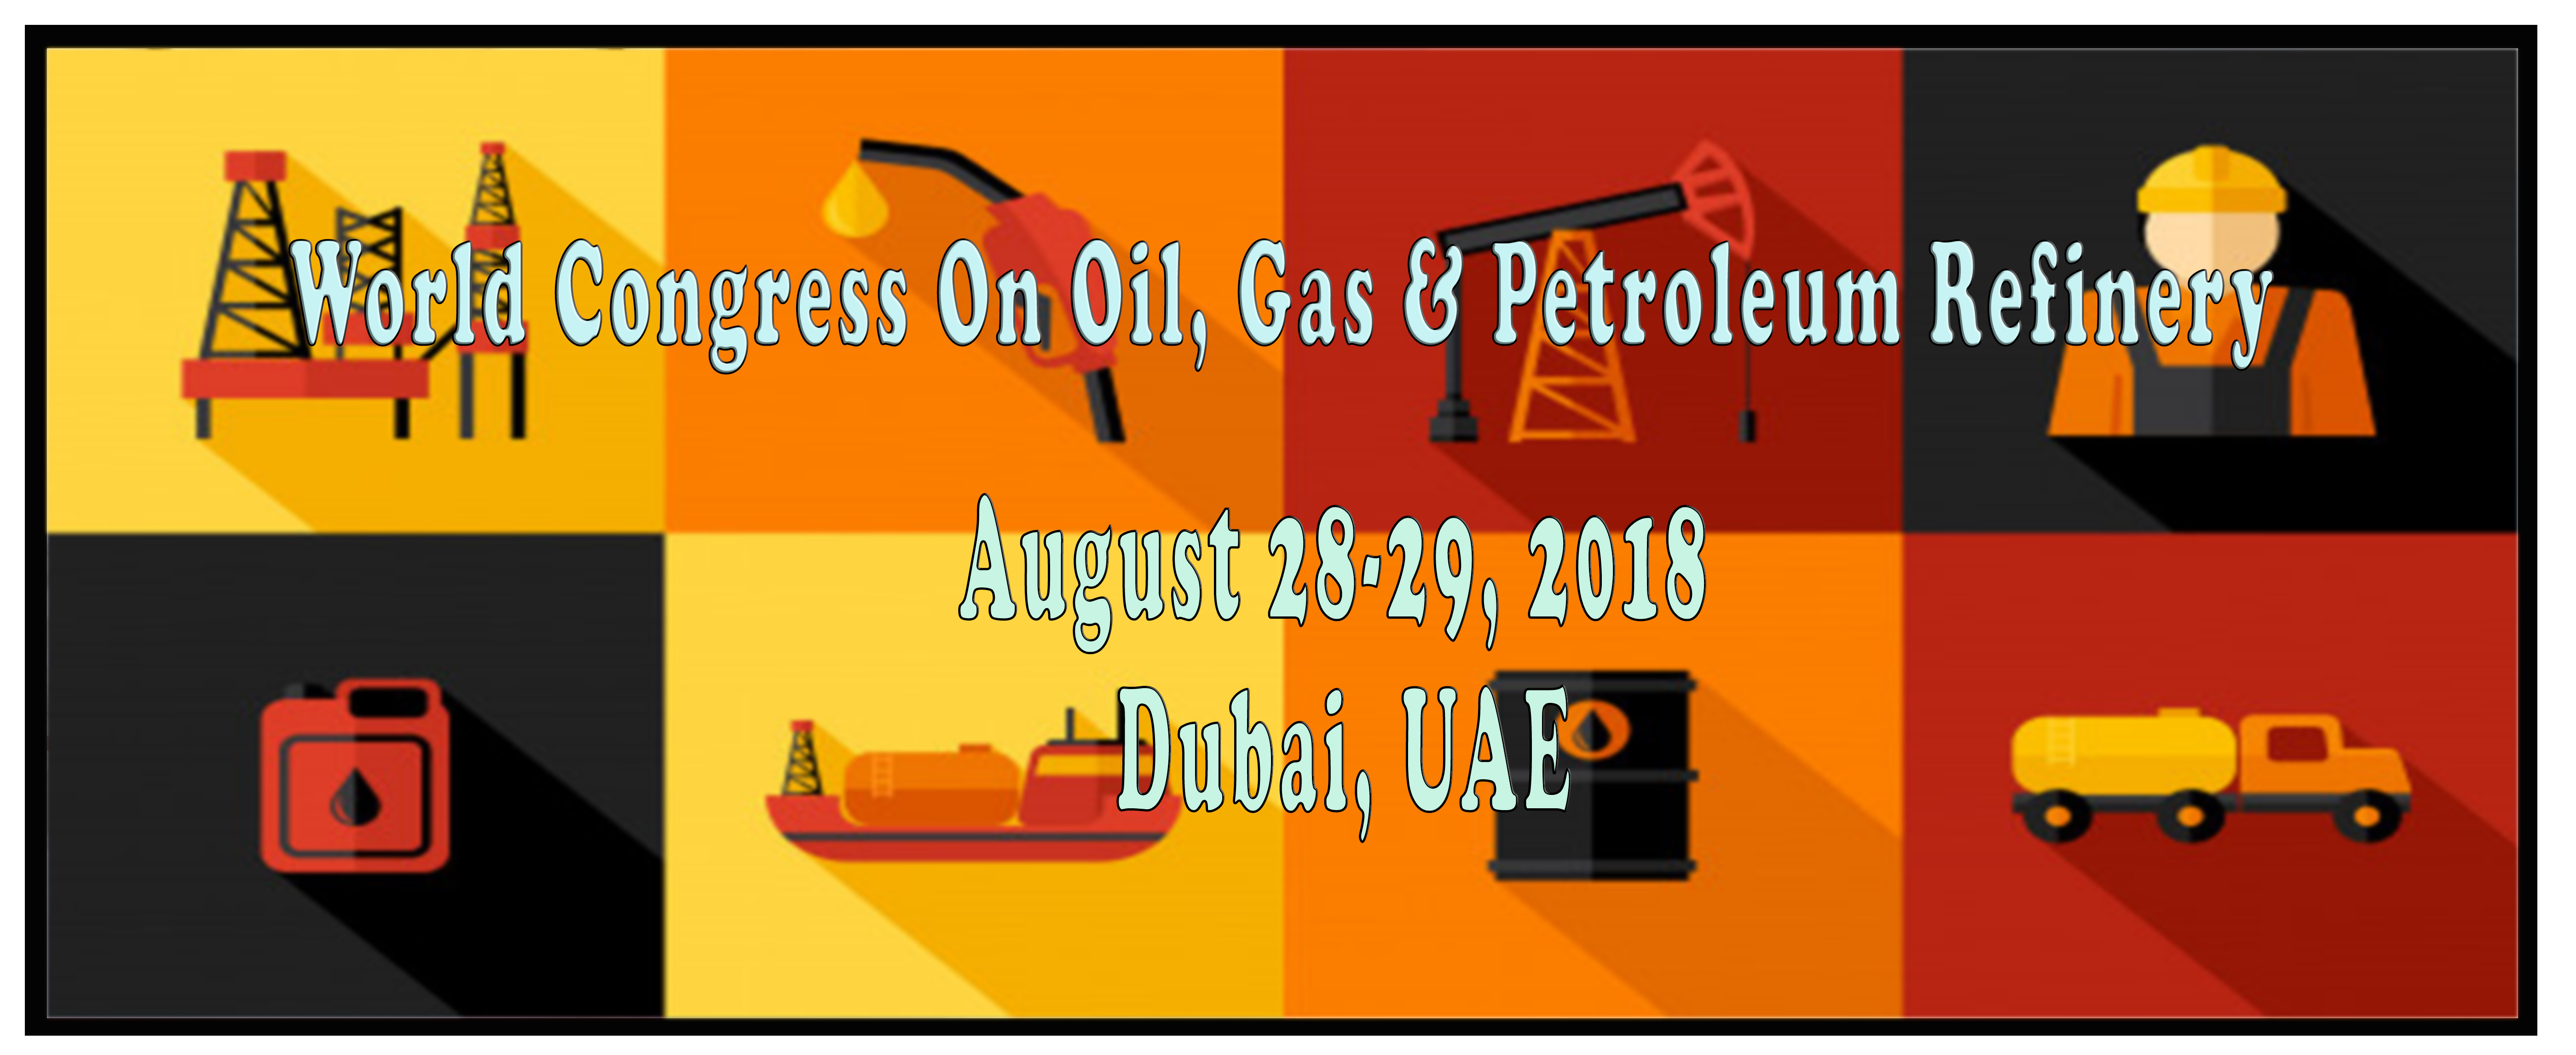 World Congress On Oil, Gas & Petroleum Refinery
August 28-29, 2018
Dubai, UAE